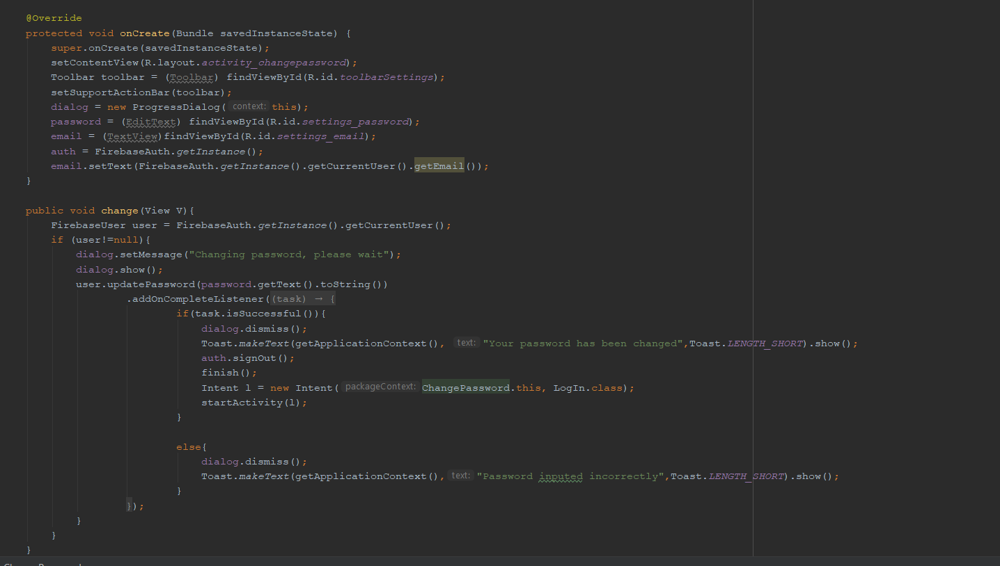 @Override
protected void onCreate(Bundle savedInstanceState) {
super.onCreate(savedInstanceState);
setContentView(R.layout.activity_changepassword);
Toolbar toolbar = (Toolbar) findViewById(R.id.toolbarSettings);
setSupportActionBar(toolbar);
dialog = new ProgressDialog( context: this);
password = (EditText) findViewById(R.id.settings_password);
email = (TextView)findViewById(R.id.settings_email);
auth = FirebaseAuth.getInstance();
email.setText(FirebaseAuth.getInstance().getCurrentUser().getEmail());
}
public void change(View V){
FirebaseUser user = FirebaseAuth.getInstance().getCurrentUser();
if (user!=null){
dialog.setMessage("Changing password, please wait");
dialog.show();
user.updatePassword(password.getText().toString())
.addOnCompleteListener((task) → {
if(task.isSuccessful()){
dialog.dismiss();
Toast.makeText(getApplicationContext(), text: "Your password has been changed",Toast.LENGTH_SHORT).show();
auth.signOut();
finish();
Intent l = new Intent( packageContext: ChangePassword.this, LogIn.class);
startActivity(l);
}
else{
dialog.dismiss();
Toast.makeText(getApplicationContext(), text: "Password inputed incorrectly",Toast.LENGTH_SHORT).show();
}
});
}
}
}